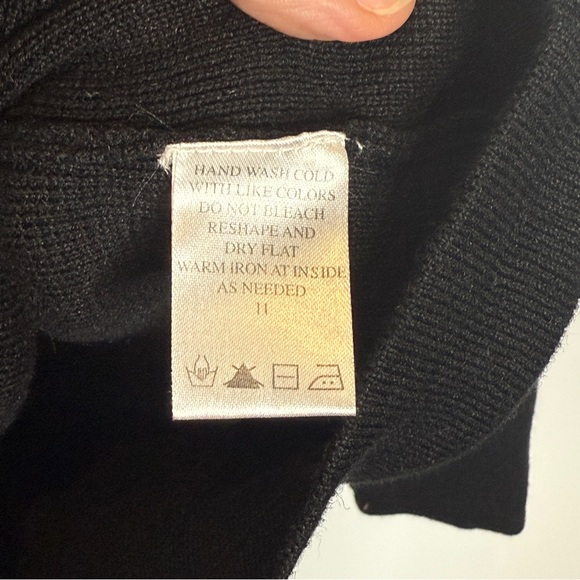 HAND WASH COLD
WITH LIKE COLORS
DO NOT BLEACH
RESHAPE AND
DRY FLAT
WARM IRON AT INSIDE
AS NEEDED
11